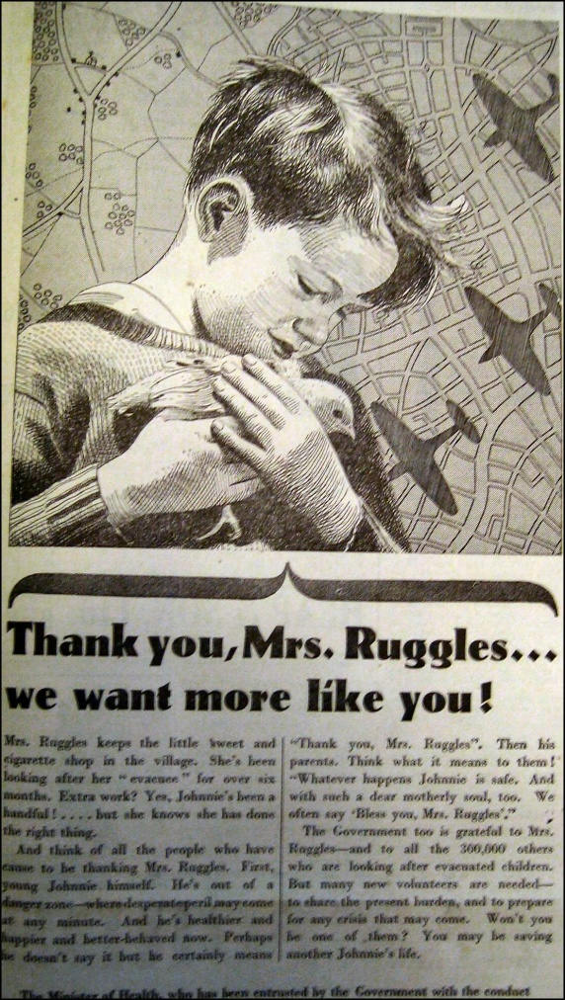 Thank you, Mrs. Ruggles...
we want more like you!
Mrs. Ruggles keeps the little sweet and
cigarette shop in the village. She's been
looking after her "evacuee" for over six
months. Extra work? Yes, Johnnie's been a
handful! .... but she knows she has done
the right thing.
And think of all the people who have
cause to be thanking Mrs. Ruggles. First,
young Johnnie himself. He's out of a
danger zone—where desperate peril may come
at any minute. And he's healthier and
happier and better-behaved now. Perhaps
he doesn't say it but he certainly means
"Thank you, Mrs. Ruggles". Then his
parents. Think what it means to them!
"Whatever happens Johnnie is safe. And
with such a dear motherly soul, too. We
often say 'Bless you, Mrs. Ruggles'."
The Government too is grateful to Mrs.
Ruggles—and to all the 300,000 others
who are looking after evacuated children.
But many new volunteers are needed—
to share the present burden, and to prepare
for any crisis that may come. Won't you
be one of them? You may be saving
another Johnnie's life.
The Minister of Health, who has been entrusted by the Government with the conduct